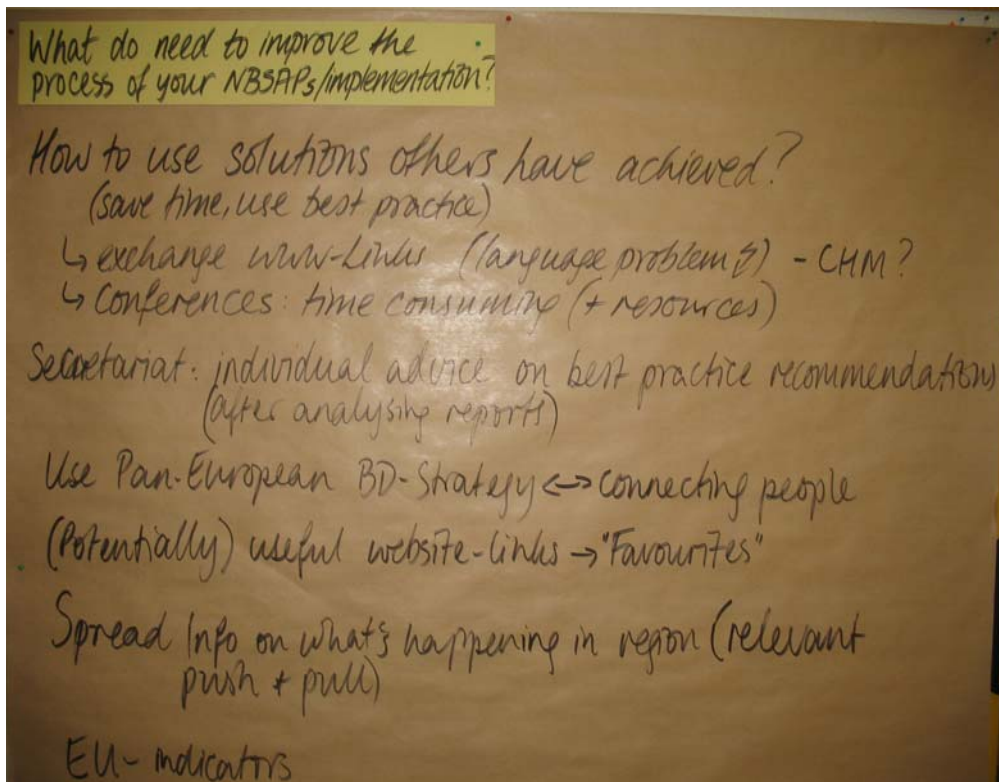 What do need to improve the
process of your NBSAPs/implementation?
How to use solutions others have achieved?
(save time, use best practice)
↳ exchange www-Links (language problem) - CHM?
↳ Conferences: time consuming (+ resources)
Secretariat: individual advice on best practice recommendations
(after analysing reports)
Use Pan-European BD-Strategy ↔ connecting people
(Potentially) useful website-links → "Favourites"
Spread Info on what's happening in region (relevant
push + pull)
EU- indicators